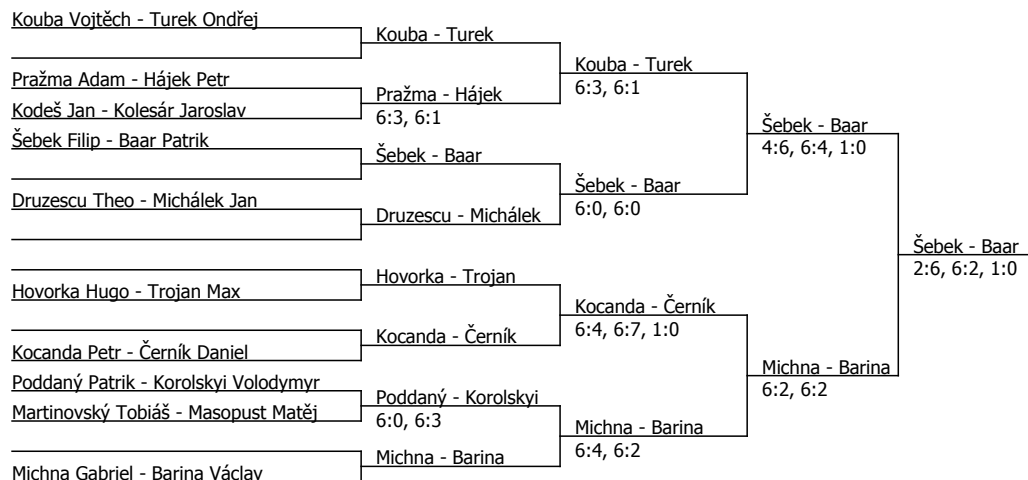 Kouba Vojtěch - Turek Ondřej
Pražma Adam - Hájek Petr
Kodeš Jan - Kolesár Jaroslav
Šebek Filip - Baar Patrik
Druzescu Theo - Michálek Jan
Hovorka Hugo - Trojan Max
Kocanda Petr - Černík Daniel
Poddaný Patrik - Korolskyi Volodymyr
Martinovský Tobiáš - Masopust Matěj
Michna Gabriel - Barina Václav
Kouba - Turek
Pražma - Hájek
6:3, 6:1
Šebek - Baar
Druzescu - Michálek
Hovorka - Trojan
Kocanda - Černík
Poddaný - Korolskyi
6:0, 6:3
Michna - Barina
Kouba - Turek
6:3, 6:1
Šebek - Baar
6:0, 6:0
Kocanda - Černík
6:4, 6:7, 1:0
Michna - Barina
6:4, 6:2
Šebek - Baar
4:6, 6:4, 1:0
Michna - Barina
6:2, 6:2
Šebek - Baar
2:6, 6:2, 1:0